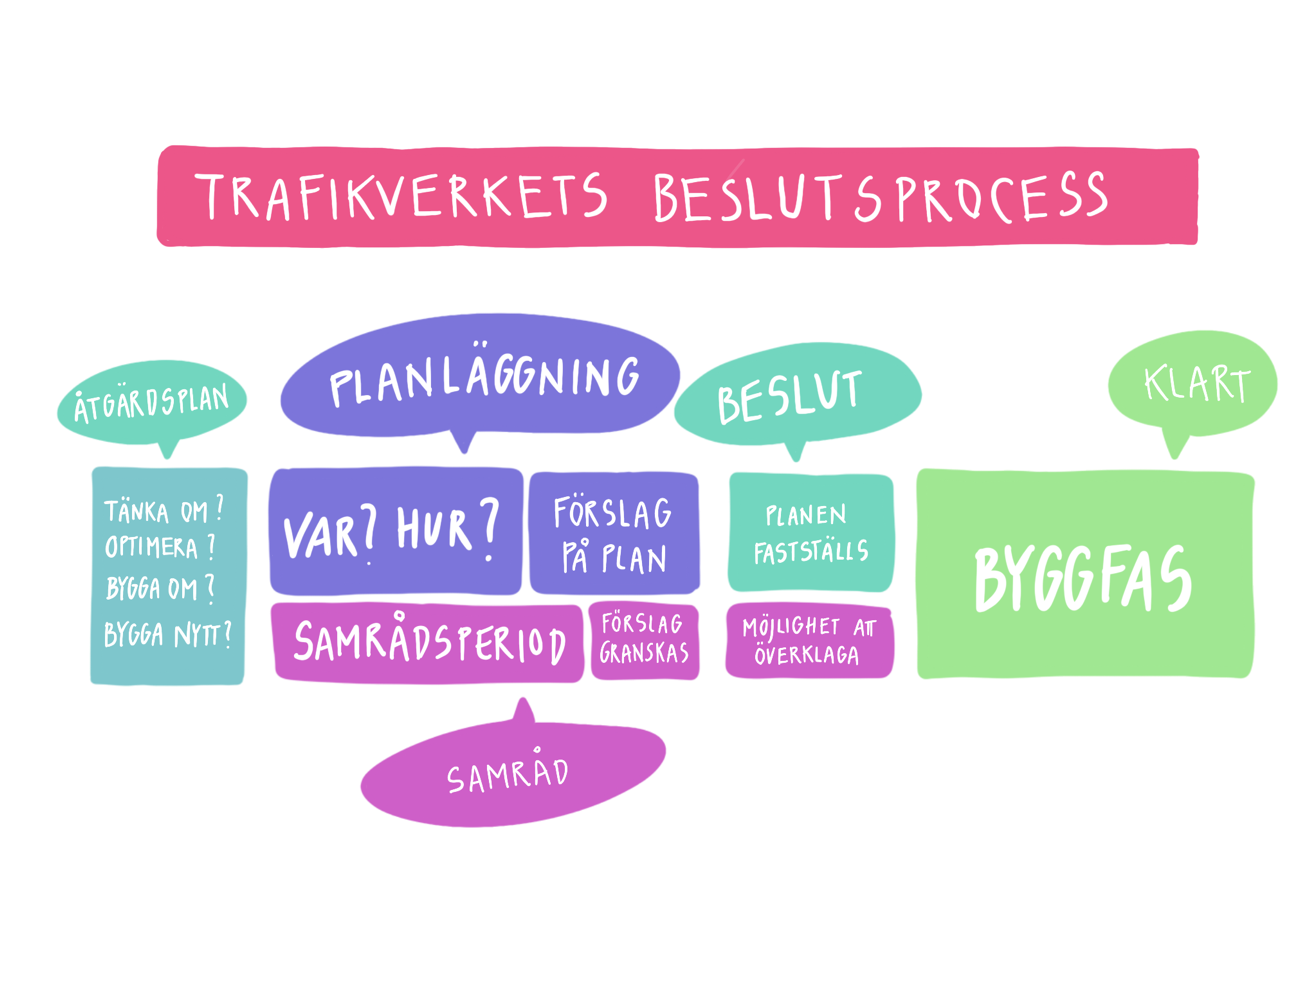 TRAFIKVERKETS BESLUTSPROCESS
ÅTGÄRDSPLAN
TÄNKA OM?
OPTIMERA?
BYGGA OM?
BYGGA NYTT?
PLANLÄGGNING
VAR? HUR?
FÖRSLAG
PÅ PLAN
SAMRÅDSPERIOD
FÖRSLAG
GRANSKAS
SAMRÅD
BESLUT
PLANEN
FASTSTÄLLS
MÖJLIGHET ATT
ÖVERKLAGA
KLART
BYGGFAS